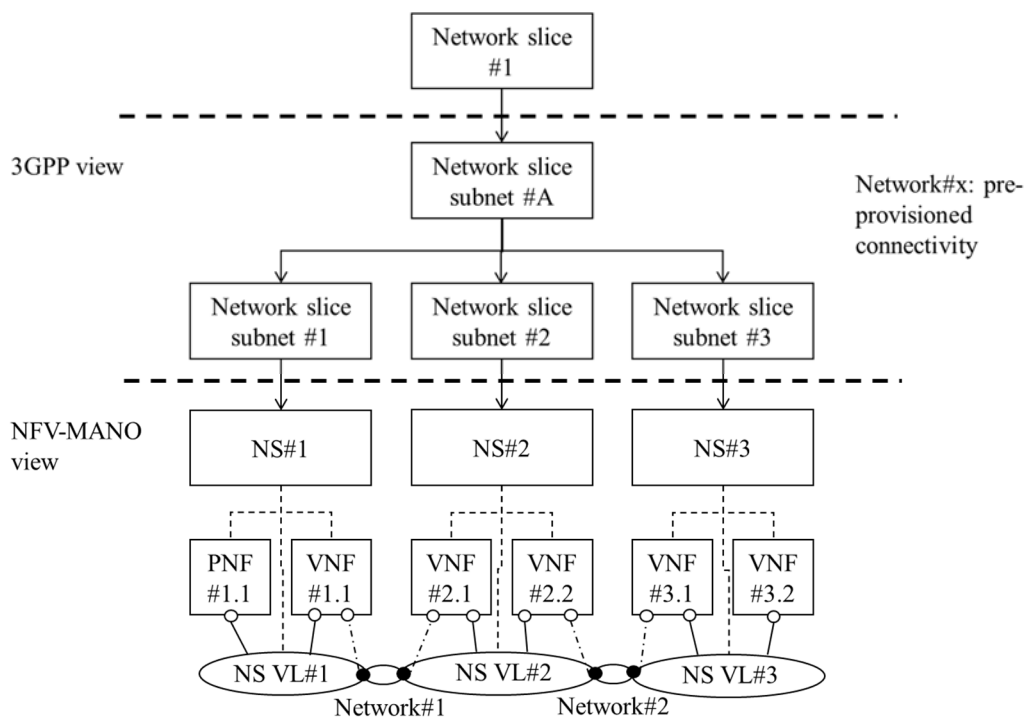 Network slice
#1
3GPP view
Network slice
subnet #A
Network#x: pre-
provisioned
connectivity
Network slice
subnet #1
Network slice
subnet #2
Network slice
subnet #3
NFV-MANO
view
NS#1
NS#2
NS#3
PNF
#1.1
VNF
#1.1
VNF
#2.1
VNF
#2.2
VNF
#3.1
VNF
#3.2
NS VL#1
NS VL#2
NS VL#3
Network#1
Network#2